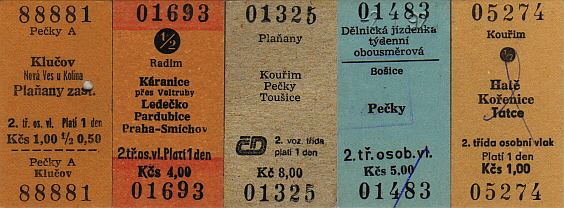 88881
Pečky A
Klučov
Nová Ves u Kolína
Plaňany zast.
2. tř. os. vl. Platí 1 den
Kčs 1,00 ½ 0,50
Pečky A
Klučov
88881
01693
1/2
Radim
Káranice
přes Voltruby
Ledečko
Pardubice
Praha-Smíchov
2.tř.os.vl.Platí 1 den
Kčs 4,00
01693
01325
Plaňany
Kouřim
Pečky
Toušice
ČD 2. voz. třída
platí 1 den
Kč 8,00
01325
01483
Dělnická jízdenka
týdenní
obousměrová
Bošice
Pečky
2.tř. osob. vl.
Kčs 5,00
01483
05274
Kouřim
1/2
Kořenice
Tatce
2. třída osobní vlak
Platí 1 den
Kčs 1,00
05274